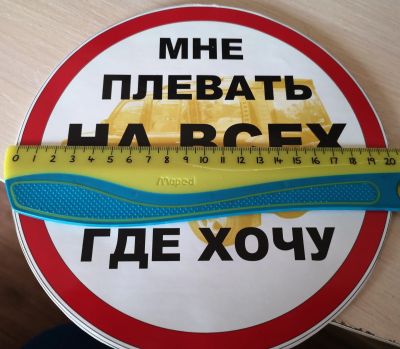 МНЕ
ПЛЕВАТЬ
НА ВСЕХ
0 1 2 3 4 5 6 7 8 9 10 11 12 13 14 15 16 17 18 19 20
Maped
ГДЕ ХОЧУ